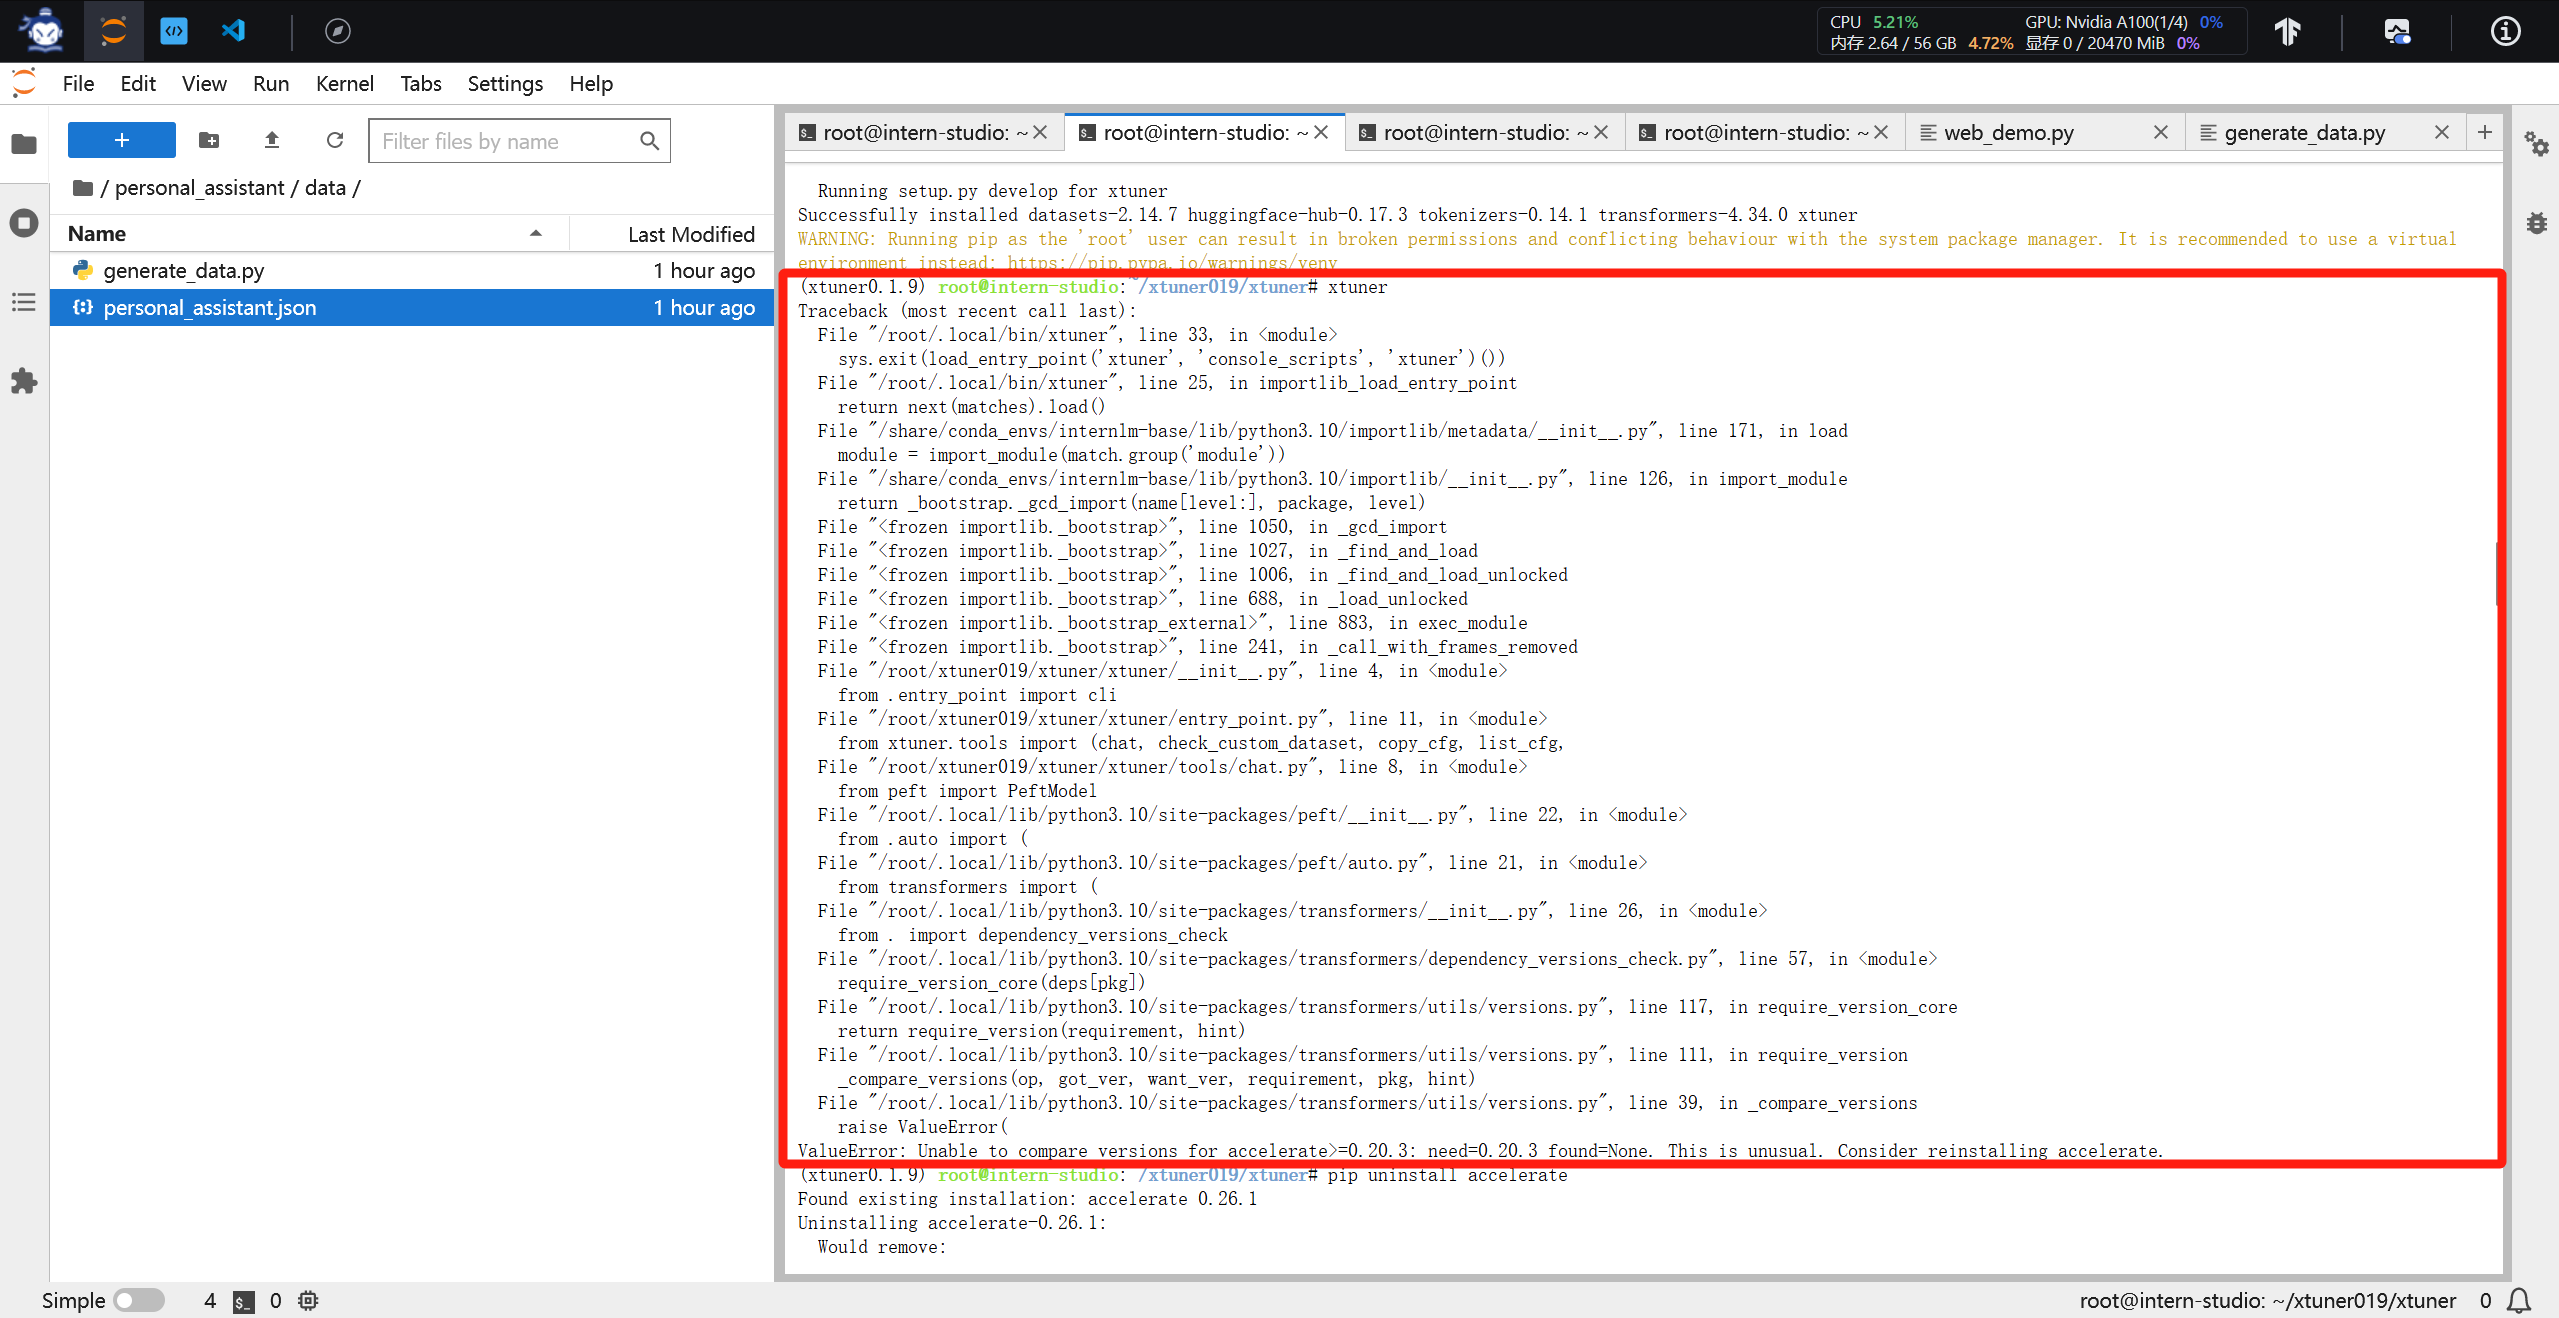 CPU 5.21%
GPU: Nvidia A100(1/4) 0%
内存 2.64 / 56 GB 4.72%
显存 0 / 20470 MiB 0%
File Edit View Run Kernel Tabs Settings Help
+
Filter files by name
/ personal_assistant / data /
Name
Last Modified
generate_data.py
1 hour ago
personal_assistant.json
1 hour ago
root@intern-studio: ~
root@intern-studio: ~
root@intern-studio: ~
root@intern-studio: ~
web_demo.py
generate_data.py
Running setup.py develop for xtuner
Successfully installed datasets-2.14.7 huggingface-hub-0.17.3 tokenizers-0.14.1 transformers-4.34.0 xtuner
WARNING: Running pip as the 'root' user can result in broken permissions and conflicting behaviour with the system package manager. It is recommended to use a virtual
environment instead: https://pip.pypa.io/warnings/venv
(xtuner0.1.9) root@intern-studio:~/xtuner019/xtuner# xtuner
Traceback (most recent call last):
File "/root/.local/bin/xtuner", line 33, in <module>
sys.exit(load_entry_point('xtuner', 'console_scripts', 'xtuner')())
File "/root/.local/bin/xtuner", line 25, in importlib_load_entry_point
return next(matches).load()
File "/share/conda_envs/internlm-base/lib/python3.10/importlib/metadata/__init__.py", line 171, in load
module = import_module(match.group('module'))
File "/share/conda_envs/internlm-base/lib/python3.10/importlib/__init__.py", line 126, in import_module
return _bootstrap._gcd_import(name[level:], package, level)
File "<frozen importlib._bootstrap>", line 1050, in _gcd_import
File "<frozen importlib._bootstrap>", line 1027, in _find_and_load
File "<frozen importlib._bootstrap>", line 1006, in _find_and_load_unlocked
File "<frozen importlib._bootstrap>", line 688, in _load_unlocked
File "<frozen importlib._bootstrap_external>", line 883, in exec_module
File "<frozen importlib._bootstrap>", line 241, in _call_with_frames_removed
File "/root/xtuner019/xtuner/xtuner/__init__.py", line 4, in <module>
from .entry_point import cli
File "/root/xtuner019/xtuner/xtuner/entry_point.py", line 11, in <module>
from xtuner.tools import (chat, check_custom_dataset, copy_cfg, list_cfg,
File "/root/xtuner019/xtuner/xtuner/tools/chat.py", line 8, in <module>
from peft import PeftModel
File "/root/.local/lib/python3.10/site-packages/peft/__init__.py", line 22, in <module>
from .auto import (
File "/root/.local/lib/python3.10/site-packages/peft/auto.py", line 21, in <module>
from transformers import (
File "/root/.local/lib/python3.10/site-packages/transformers/__init__.py", line 26, in <module>
from . import dependency_versions_check
File "/root/.local/lib/python3.10/site-packages/transformers/dependency_versions_check.py", line 57, in <module>
require_version_core(deps[pkg])
File "/root/.local/lib/python3.10/site-packages/transformers/utils/versions.py", line 117, in require_version_core
return require_version(requirement, hint)
File "/root/.local/lib/python3.10/site-packages/transformers/utils/versions.py", line 111, in require_version
_compare_versions(op, got_ver, want_ver, requirement, pkg, hint)
File "/root/.local/lib/python3.10/site-packages/transformers/utils/versions.py", line 39, in _compare_versions
raise ValueError(
ValueError: Unable to compare versions for accelerate>=0.20.3: need=0.20.3 found=None. This is unusual. Consider reinstalling accelerate.
(xtuner0.1.9) root@intern-studio:~/xtuner019/xtuner# pip uninstall accelerate
Found existing installation: accelerate 0.26.1
Uninstalling accelerate-0.26.1:
Would remove:
Simple 4 0
root@intern-studio: ~/xtuner019/xtuner 0